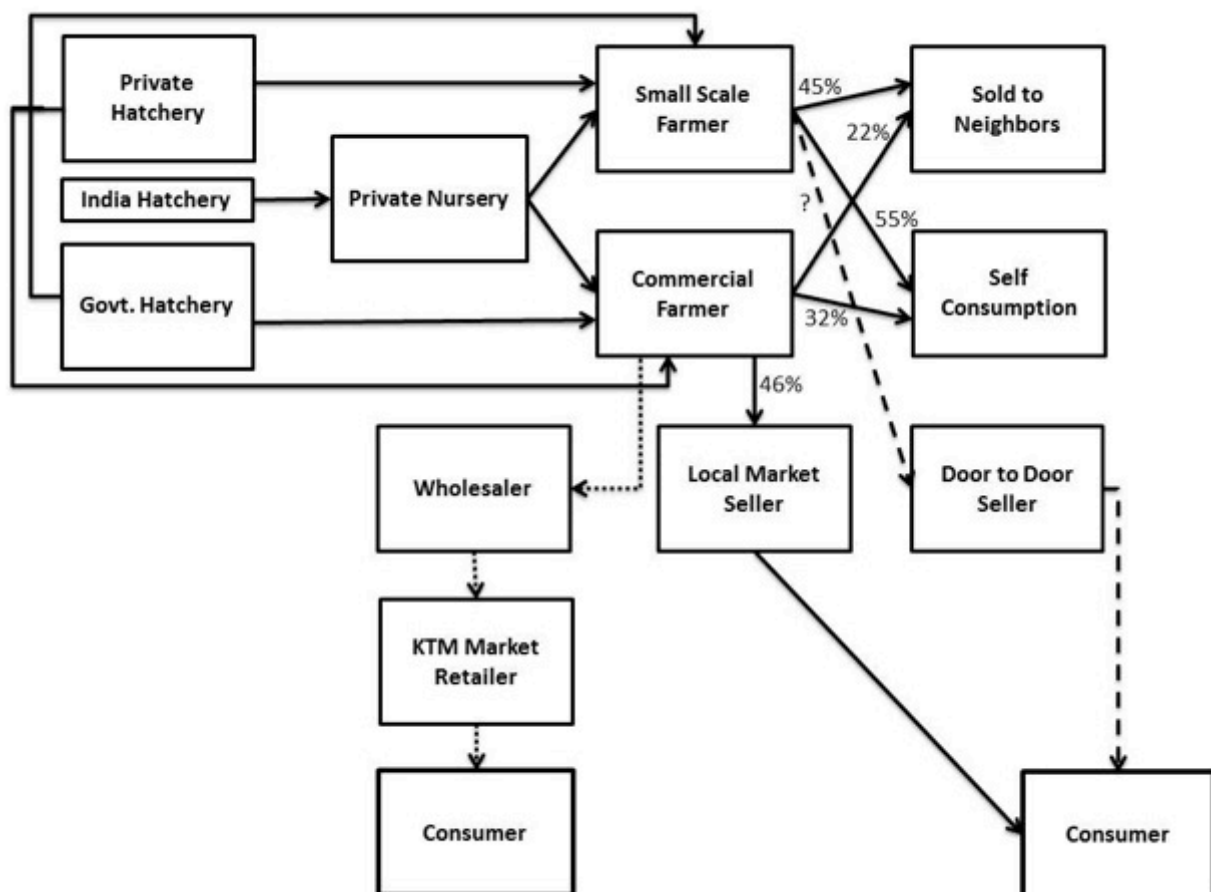 Private
Hatchery
Small Scale
Farmer
45%
Sold to
Neighbors
22%
India Hatchery
Private Nursery
?
55%
Govt. Hatchery
Commercial
Farmer
32%
Self
Consumption
46%
Wholesaler
Local Market
Seller
Door to Door
Seller
KTM Market
Retailer
Consumer
Consumer